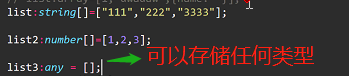 list:string[]=["111","222","3333"];
list2:number[]=[1,2,3];
list3:any = [];
可以存储任何类型